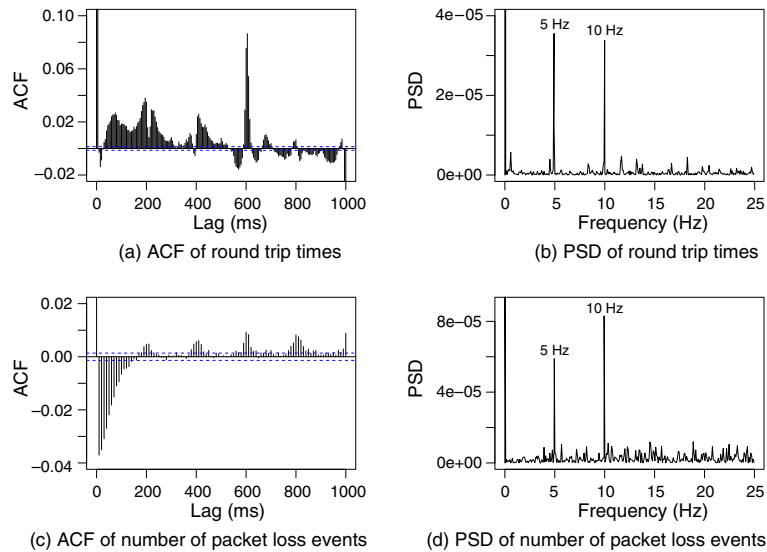 0.10
0.06
0.02
−0.02
ACF
0 200 400 600 800 1000
Lag (ms)
(a) ACF of round trip times
4e−05
2e−05
0e+00
PSD
5 Hz
10 Hz
0 5 10 15 20 25
Frequency (Hz)
(b) PSD of round trip times
0.02
0.00
−0.02
−0.04
ACF
0 200 400 600 800 1000
Lag (ms)
(c) ACF of number of packet loss events
8e−05
4e−05
0e+00
PSD
10 Hz
5 Hz
0 5 10 15 20 25
Frequency (Hz)
(d) PSD of number of packet loss events